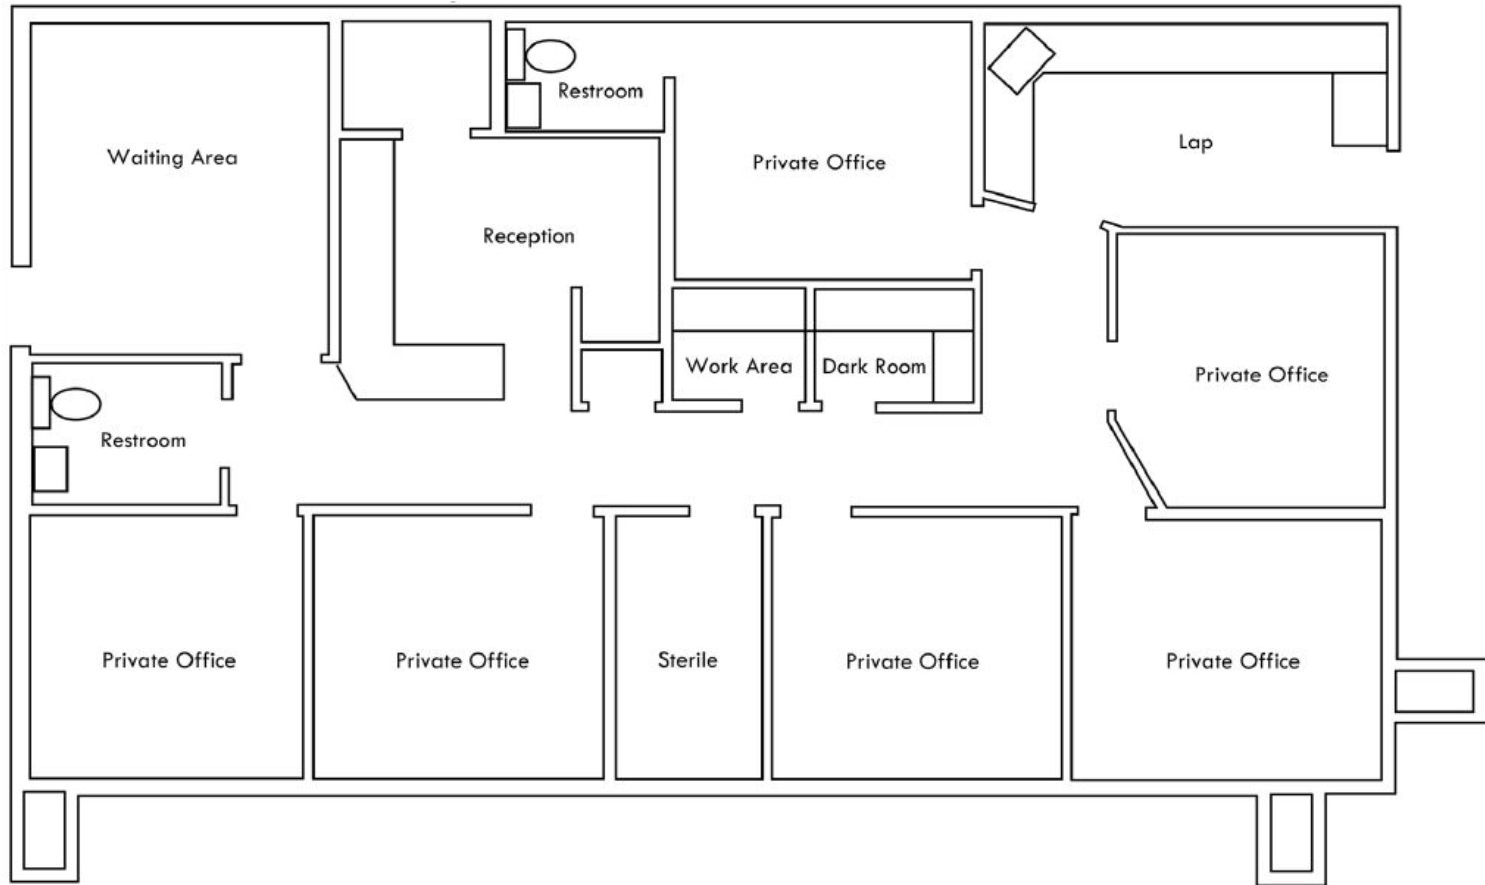 Restroom
Waiting Area
Private Office
Lap
Reception
Work Area
Dark Room
Private Office
Restroom
Private Office
Private Office
Sterile
Private Office
Private Office